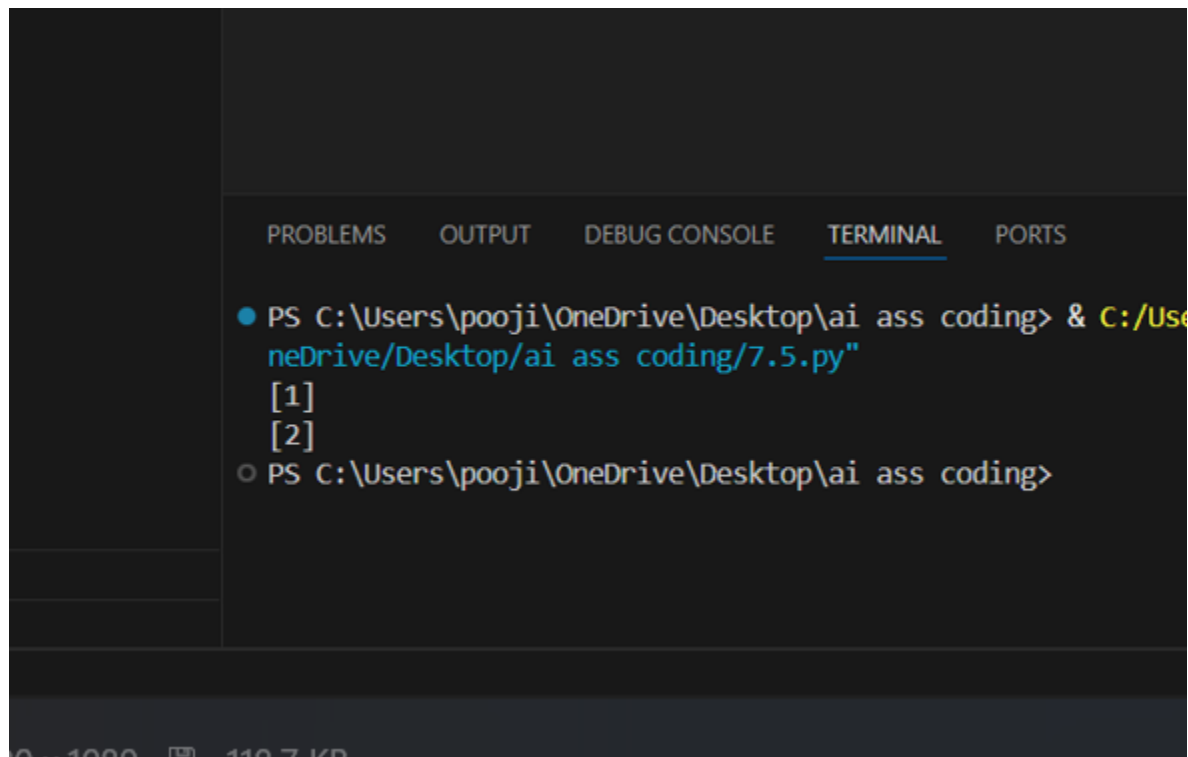 PROBLEMS OUTPUT DEBUG CONSOLE TERMINAL PORTS
PS C:\Users\pooji\OneDrive\Desktop\ai ass coding> & C:/Use
neDrive/Desktop/ai ass coding/7.5.py"
[1]
[2]
PS C:\Users\pooji\OneDrive\Desktop\ai ass coding>